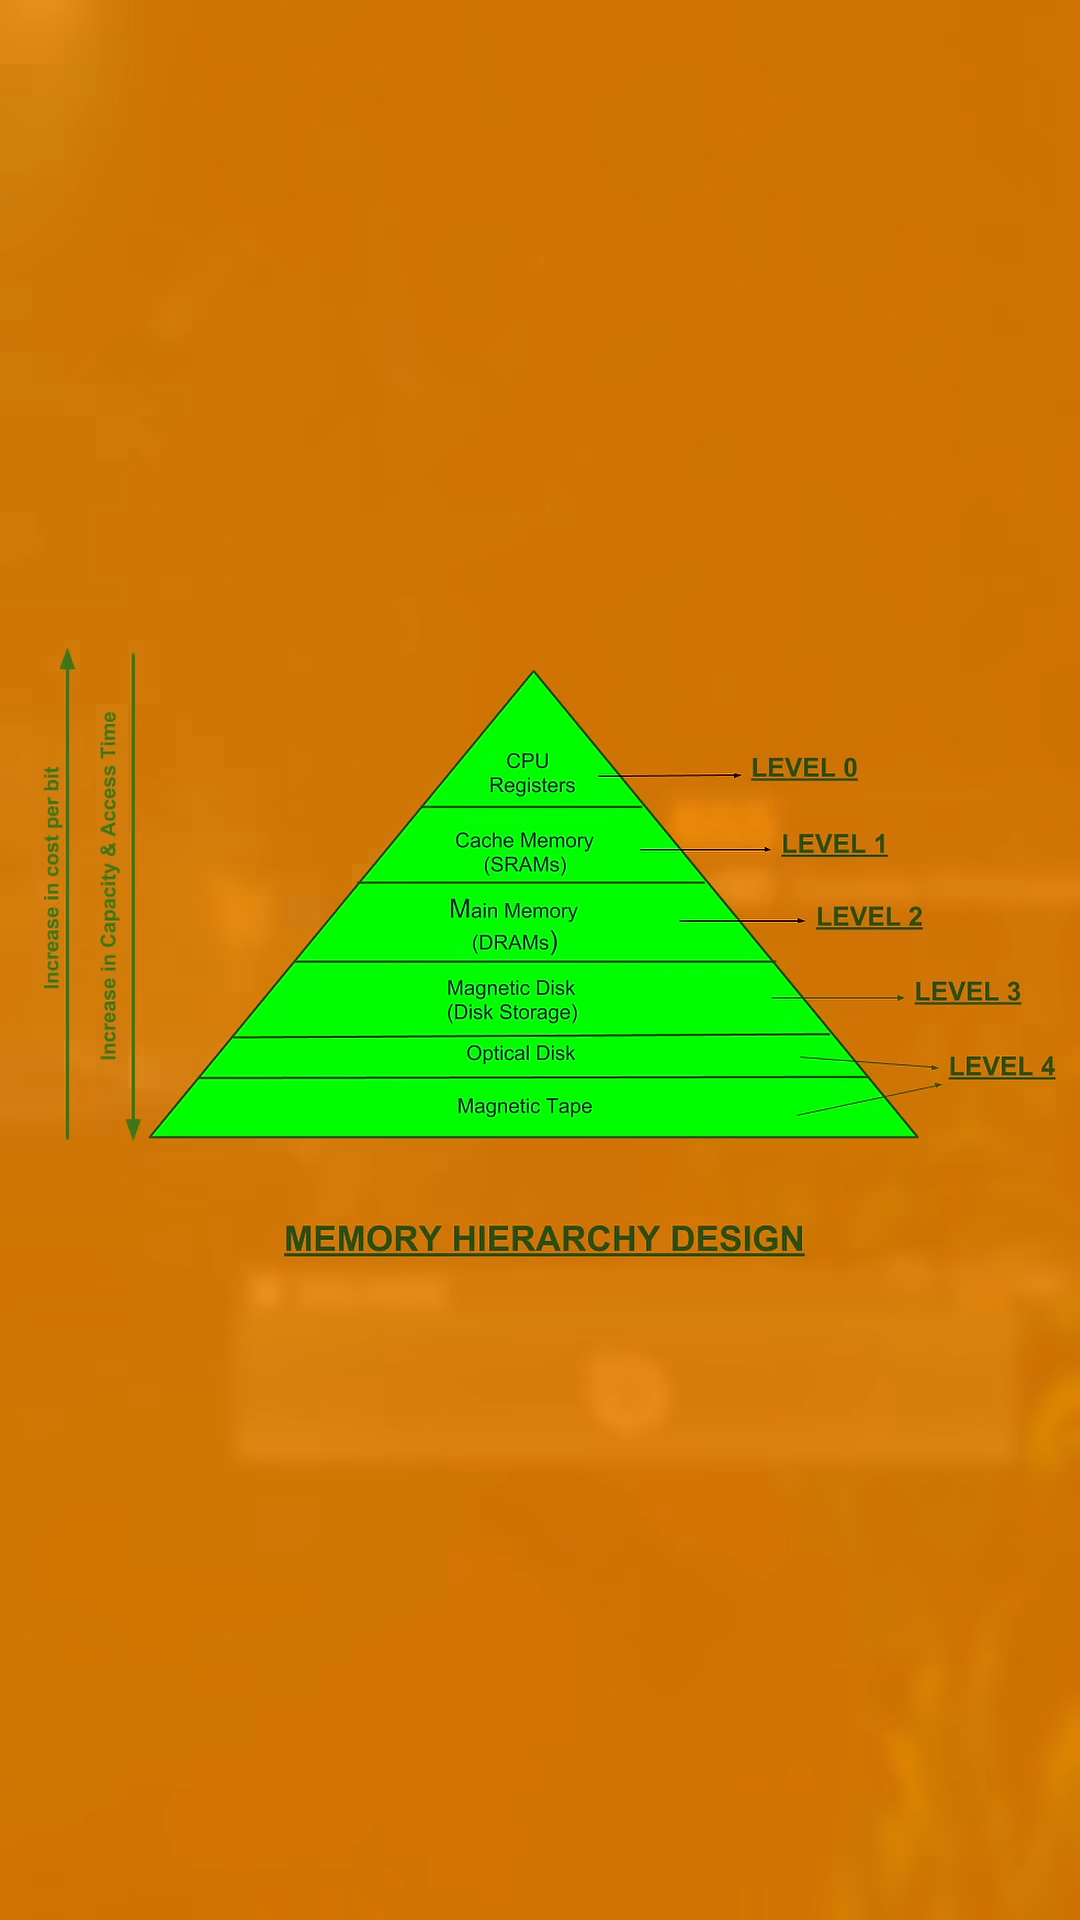 Increase in cost per bit
Increase in Capacity & Access Time
CPU
Registers
LEVEL 0
Cache Memory
(SRAMs)
LEVEL 1
Main Memory
(DRAMs)
LEVEL 2
Magnetic Disk
(Disk Storage)
LEVEL 3
Optical Disk
LEVEL 4
Magnetic Tape
MEMORY HIERARCHY DESIGN